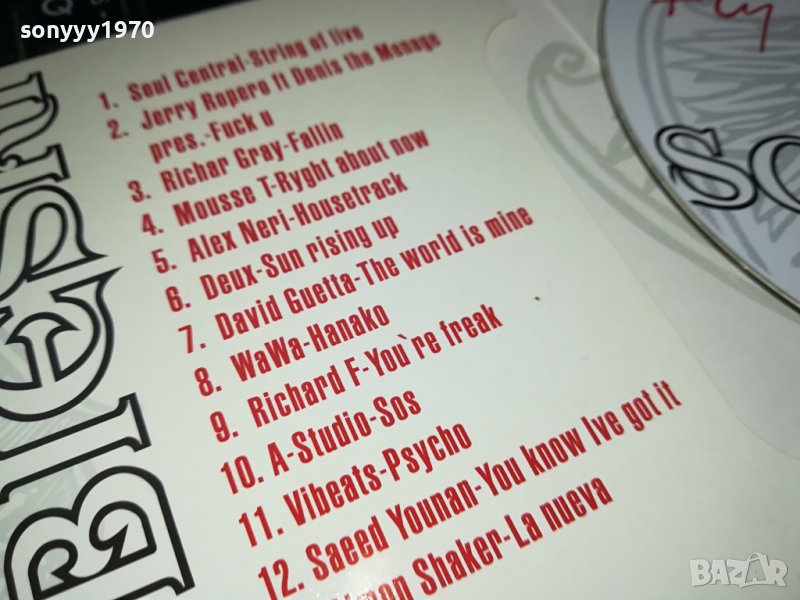 sonyyy1970
1. Soul Central-String of live
2. Jerry Ropero ft Denis the Menage
pres.-Fuck u
3. Richar Gray-Fallin
4. Mousse T-Ryght about now
5. Alex Neri-Housetrack
6. Deux-Sun rising up
7. David Guetta-The world is mine
8. WaWa-Hanako
9. Richard F-You`re freak
10. A-Studio-Sos
11. Vibeats-Psycho
12. Saeed Younan-You know Ive got it
Shaker-La nueva
BAZAR